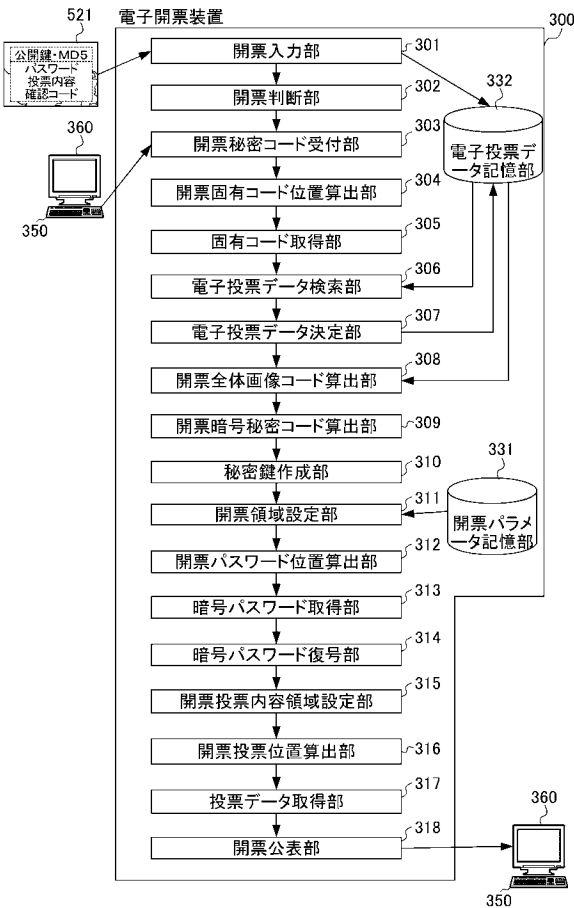 電子開票装置
521
公開鍵・MD5
パスワード
投票内容
確認コード
360
350
300
開票入力部
301
開票判断部
302
開票秘密コード受付部
303
開票固有コード位置算出部
304
固有コード取得部
305
電子投票データ検索部
306
電子投票データ決定部
307
開票全体画像コード算出部
308
開票暗号秘密コード算出部
309
秘密鍵作成部
310
開票領域設定部
311
開票パスワード位置算出部
312
暗号パスワード取得部
313
暗号パスワード復号部
314
開票投票内容領域設定部
315
開票投票位置算出部
316
投票データ取得部
317
開票公表部
318
332
電子投票デ
ータ記憶部
331
開票パラメ
ータ記憶部
360
350